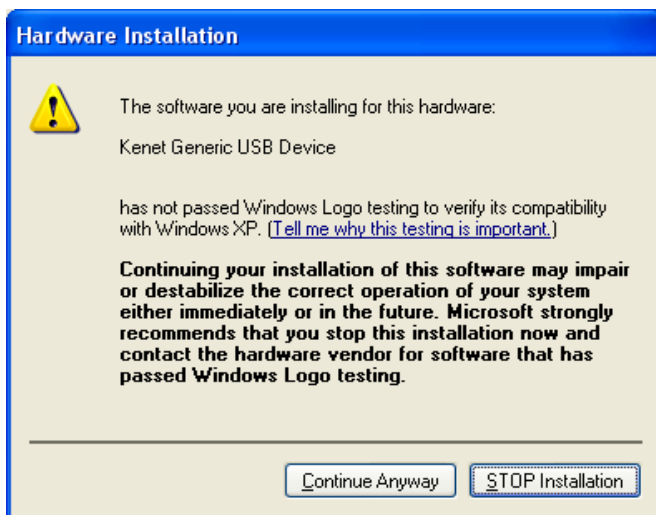 Hardware Installation
The software you are installing for this hardware:
Kenet Generic USB Device
has not passed Windows Logo testing to verify its compatibility
with Windows XP. (Tell me why this testing is important.)
Continuing your installation of this software may impair
or destabilize the correct operation of your system
either immediately or in the future. Microsoft strongly
recommends that you stop this installation now and
contact the hardware vendor for software that has
passed Windows Logo testing.
Continue Anyway
STOP Installation